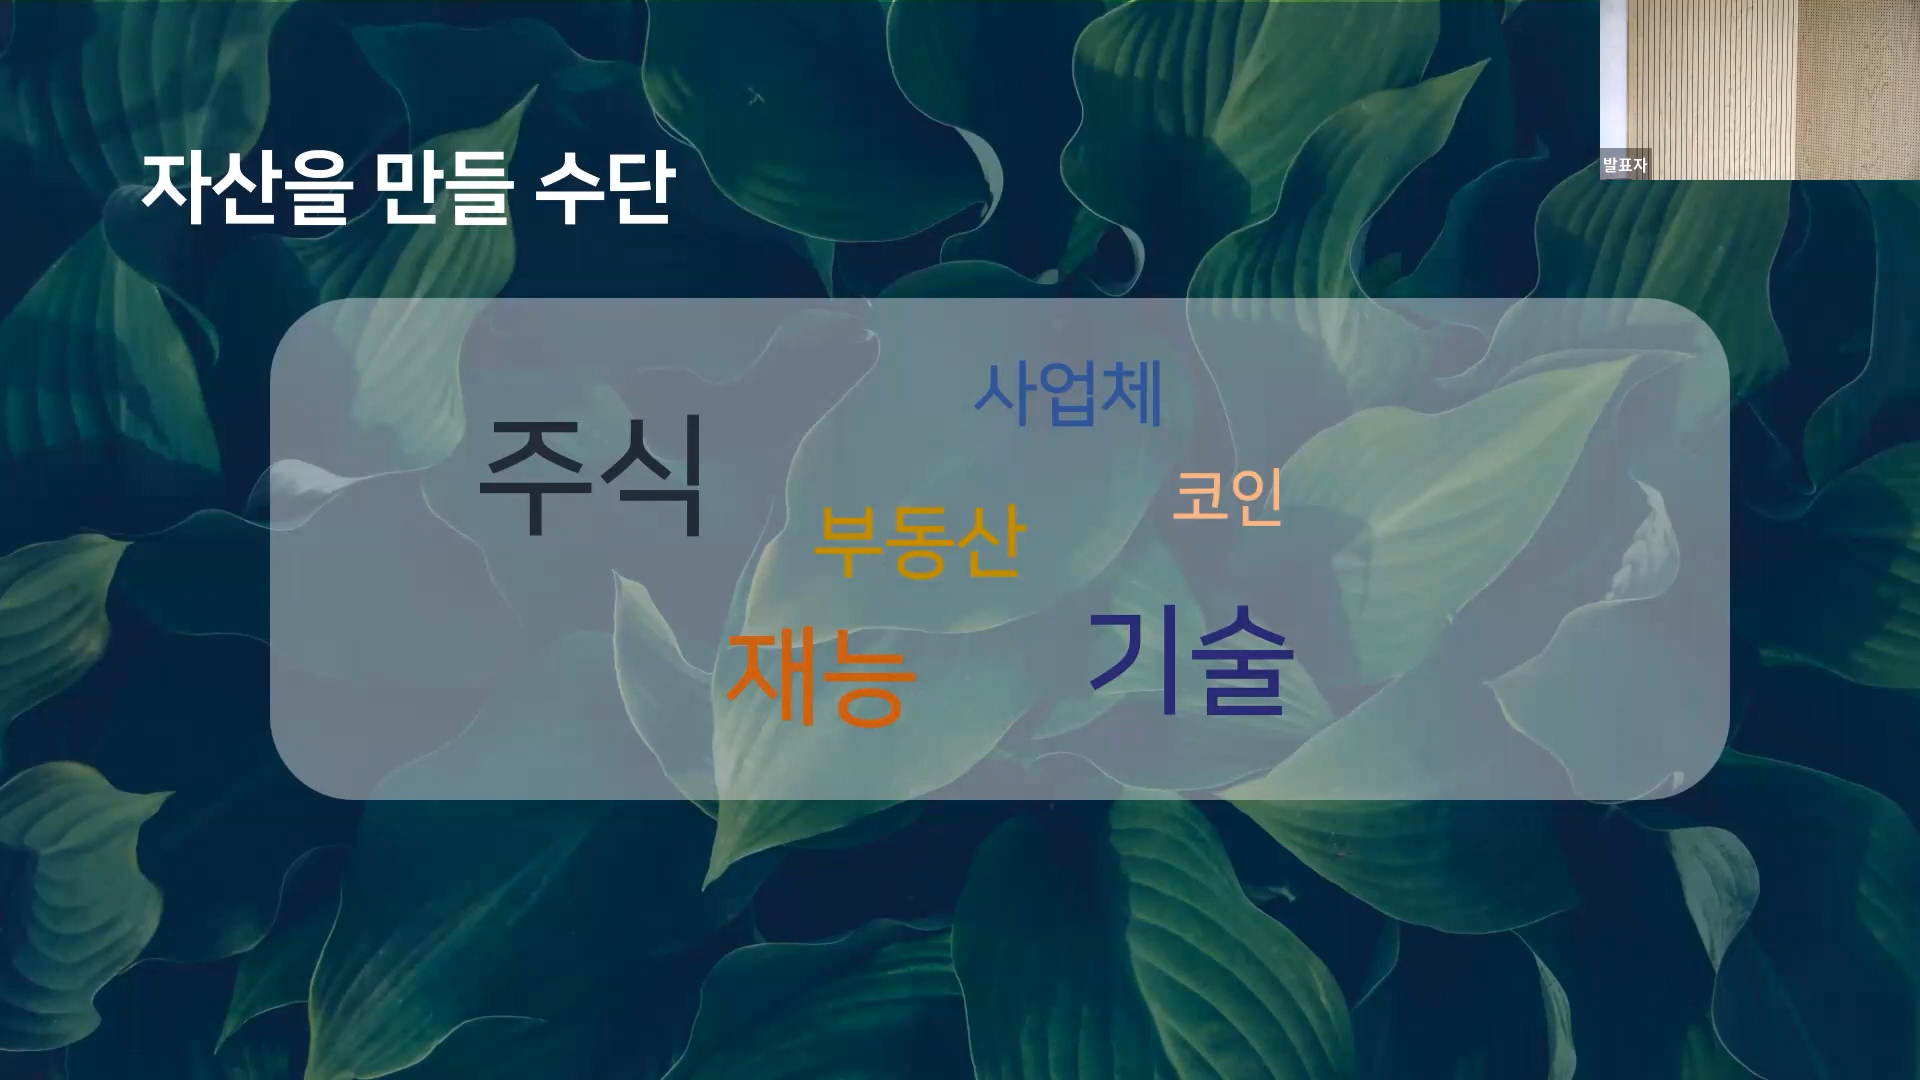 발표자
자산을 만들 수단
사업체
주식
코인
부동산
재능
기술